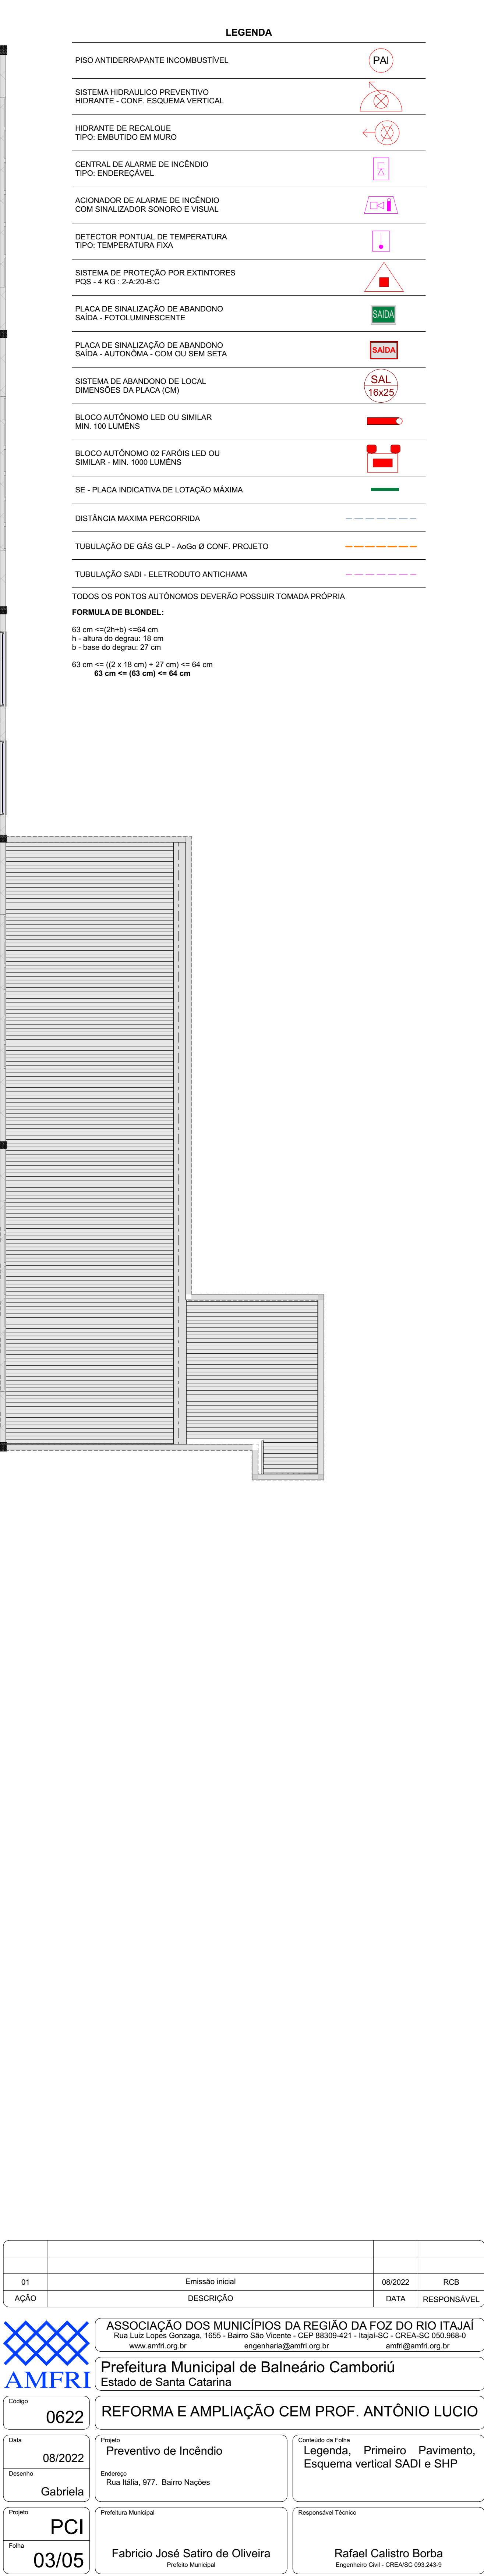 LEGENDA
PISO ANTIDERRAPANTE INCOMBUSTÍVEL
PAI
SISTEMA HIDRAULICO PREVENTIVO
HIDRANTE - CONF. ESQUEMA VERTICAL
HIDRANTE DE RECALQUE
TIPO: EMBUTIDO EM MURO
CENTRAL DE ALARME DE INCÊNDIO
TIPO: ENDEREÇÁVEL
ACIONADOR DE ALARME DE INCÊNDIO
COM SINALIZADOR SONORO E VISUAL
DETECTOR PONTUAL DE TEMPERATURA
TIPO: TEMPERATURA FIXA
SISTEMA DE PROTEÇÃO POR EXTINTORES
PQS - 4 KG : 2-A:20-B:C
PLACA DE SINALIZAÇÃO DE ABANDONO
SAÍDA - FOTOLUMINESCENTE
SAIDA
PLACA DE SINALIZAÇÃO DE ABANDONO
SAÍDA - AUTONÔMA - COM OU SEM SETA
SAÍDA
SISTEMA DE ABANDONO DE LOCAL
DIMENSÕES DA PLACA (CM)
SAL
16x25
BLOCO AUTÔNOMO LED OU SIMILAR
MIN. 100 LUMÉNS
BLOCO AUTÔNOMO 02 FARÓIS LED OU
SIMILAR - MIN. 1000 LUMÉNS
SE - PLACA INDICATIVA DE LOTAÇÃO MÁXIMA
DISTÂNCIA MAXIMA PERCORRIDA
TUBULAÇÃO DE GÁS GLP - AoGo Ø CONF. PROJETO
TUBULAÇÃO SADI - ELETRODUTO ANTICHAMA
TODOS OS PONTOS AUTÔNOMOS DEVERÃO POSSUIR TOMADA PRÓPRIA
FORMULA DE BLONDEL:
63 cm <=(2h+b) <=64 cm
h - altura do degrau: 18 cm
b - base do degrau: 27 cm
63 cm <= ((2 x 18 cm) + 27 cm) <= 64 cm
63 cm <= (63 cm) <= 64 cm
01 Emissão inicial 08/2022 RCB
AÇÃO DESCRIÇÃO DATA RESPONSÁVEL
AMFRI
ASSOCIAÇÃO DOS MUNICÍPIOS DA REGIÃO DA FOZ DO RIO ITAJAÍ
Rua Luiz Lopes Gonzaga, 1655 - Bairro São Vicente - CEP 88309-421 - Itajaí-SC - CREA-SC 050.968-0
www.amfri.org.br engenharia@amfri.org.br amfri@amfri.org.br
Prefeitura Municipal de Balneário Camboriú
Estado de Santa Catarina
Código
0622
REFORMA E AMPLIAÇÃO CEM PROF. ANTÔNIO LUCIO
Data
08/2022
Desenho
Gabriela
Projeto
Preventivo de Incêndio
Endereço
Rua Itália, 977. Bairro Nações
Conteúdo da Folha
Legenda, Primeiro Pavimento,
Esquema vertical SADI e SHP
Projeto
PCI
Folha
03/05
Prefeitura Municipal
Fabricio José Satiro de Oliveira
Prefeito Municipal
Responsável Técnico
Rafael Calistro Borba
Engenheiro Civil - CREA/SC 093.243-9